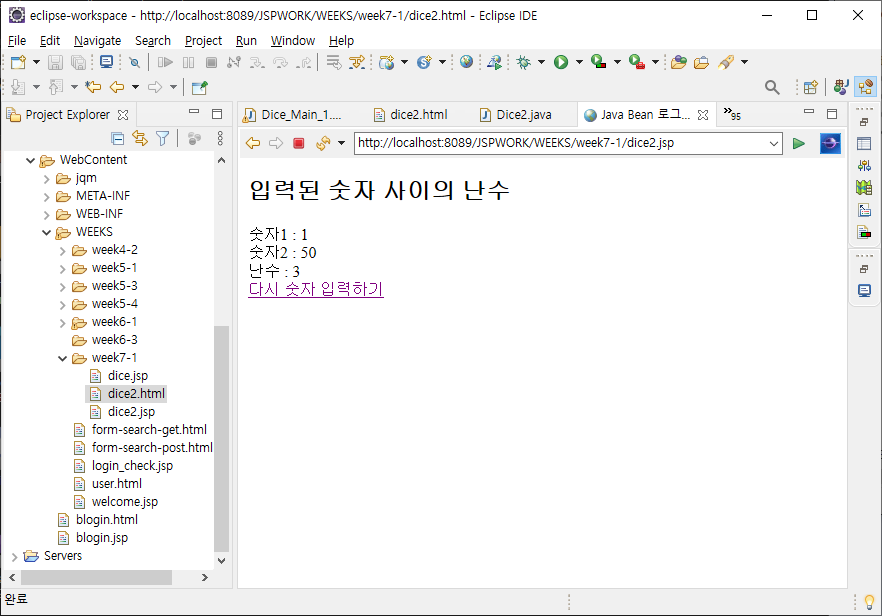 eclipse-workspace - http://localhost:8089/JSPWORK/WEEKS/week7-1/dice2.html - Eclipse IDE
File Edit Navigate Search Project Run Window Help
Project Explorer
WebContent
jqm
META-INF
WEB-INF
WEEKS
week4-2
week5-1
week5-3
week5-4
week6-1
week6-3
week7-1
dice.jsp
dice2.html
dice2.jsp
form-search-get.html
form-search-post.html
login_check.jsp
user.html
welcome.jsp
blogin.html
blogin.jsp
Servers
Dice_Main_1.... dice2.html Dice2.java Java Bean 로그... »95
http://localhost:8089/JSPWORK/WEEKS/week7-1/dice2.jsp
입력된 숫자 사이의 난수
숫자1 : 1
숫자2 : 50
난수 : 3
다시 숫자 입력하기
완료